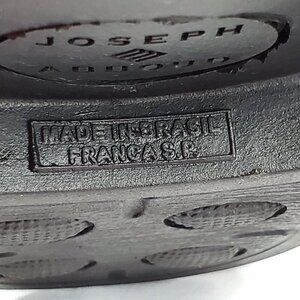 JOSEPH
ABBOUD
MADE IN BRASIL
FRANCA S.P.